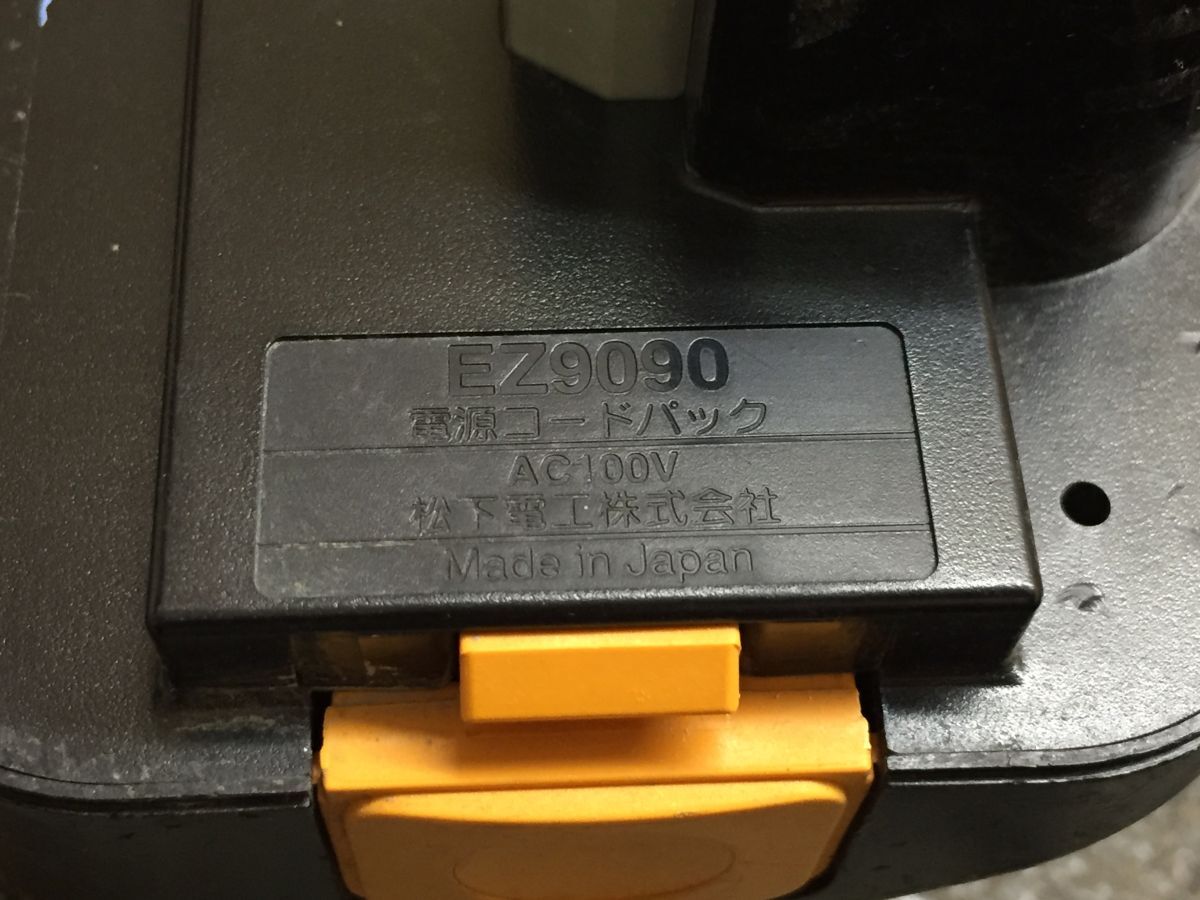 EZ9090
電源コードパック
AC100V
松下電工株式会社
Made in Japan